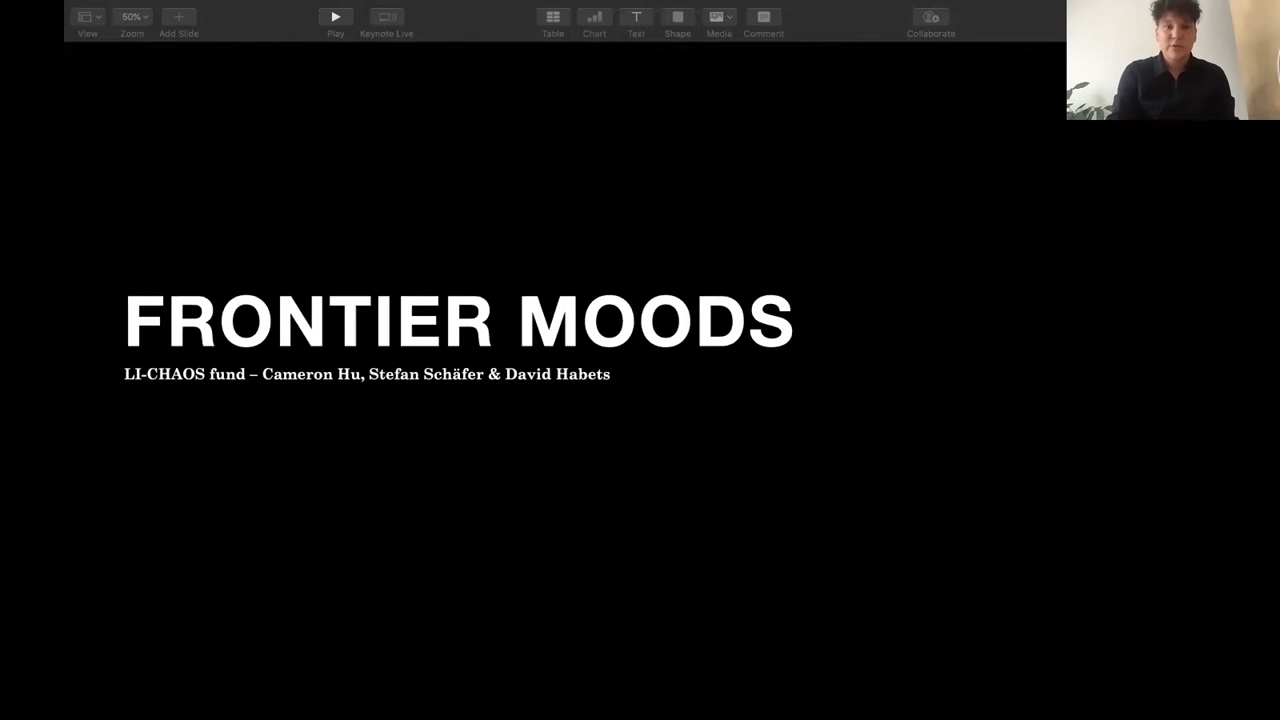 50%
View Zoom Add Slide Play Keynote Live Table Chart Text Shape Media Comment Collaborate
FRONTIER MOODS
LI-CHAOS fund – Cameron Hu, Stefan Schäfer & David Habets